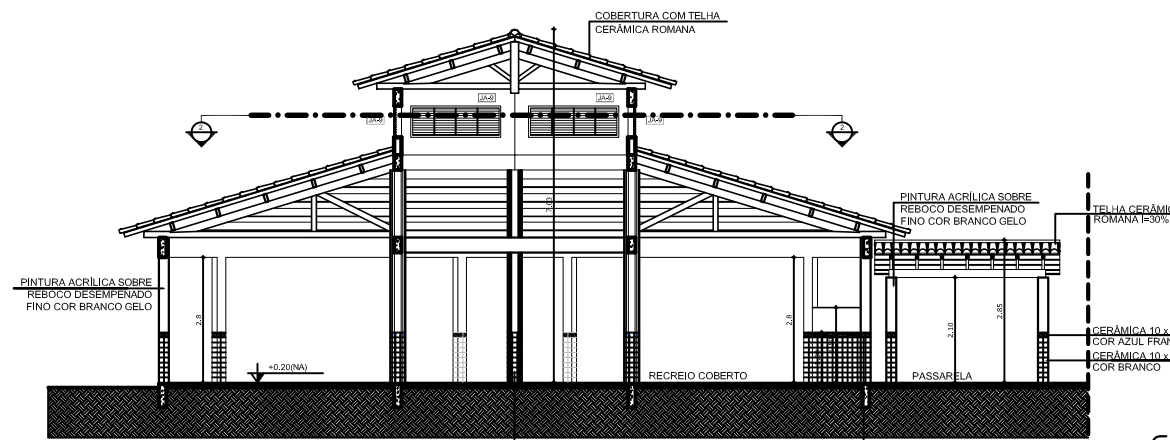 COBERTURA COM TELHA
CERÂMICA ROMANA
JA-9
JA-9
JA-9
JA-9
2
2
7.03
PINTURA ACRÍLICA SOBRE
REBOCO DESEMPENADO
FINO COR BRANCO GELO
TELHA CERÂMIC
ROMANA I=30%
PINTURA ACRÍLICA SOBRE
REBOCO DESEMPENADO
FINO COR BRANCO GELO
2.8
2.8
2.10
2.85
CERÂMICA 10 x
COR AZUL FRAN
CERÂMICA 10 x
COR BRANCO
+0.20(NA)
RECREIO COBERTO
PASSARELA